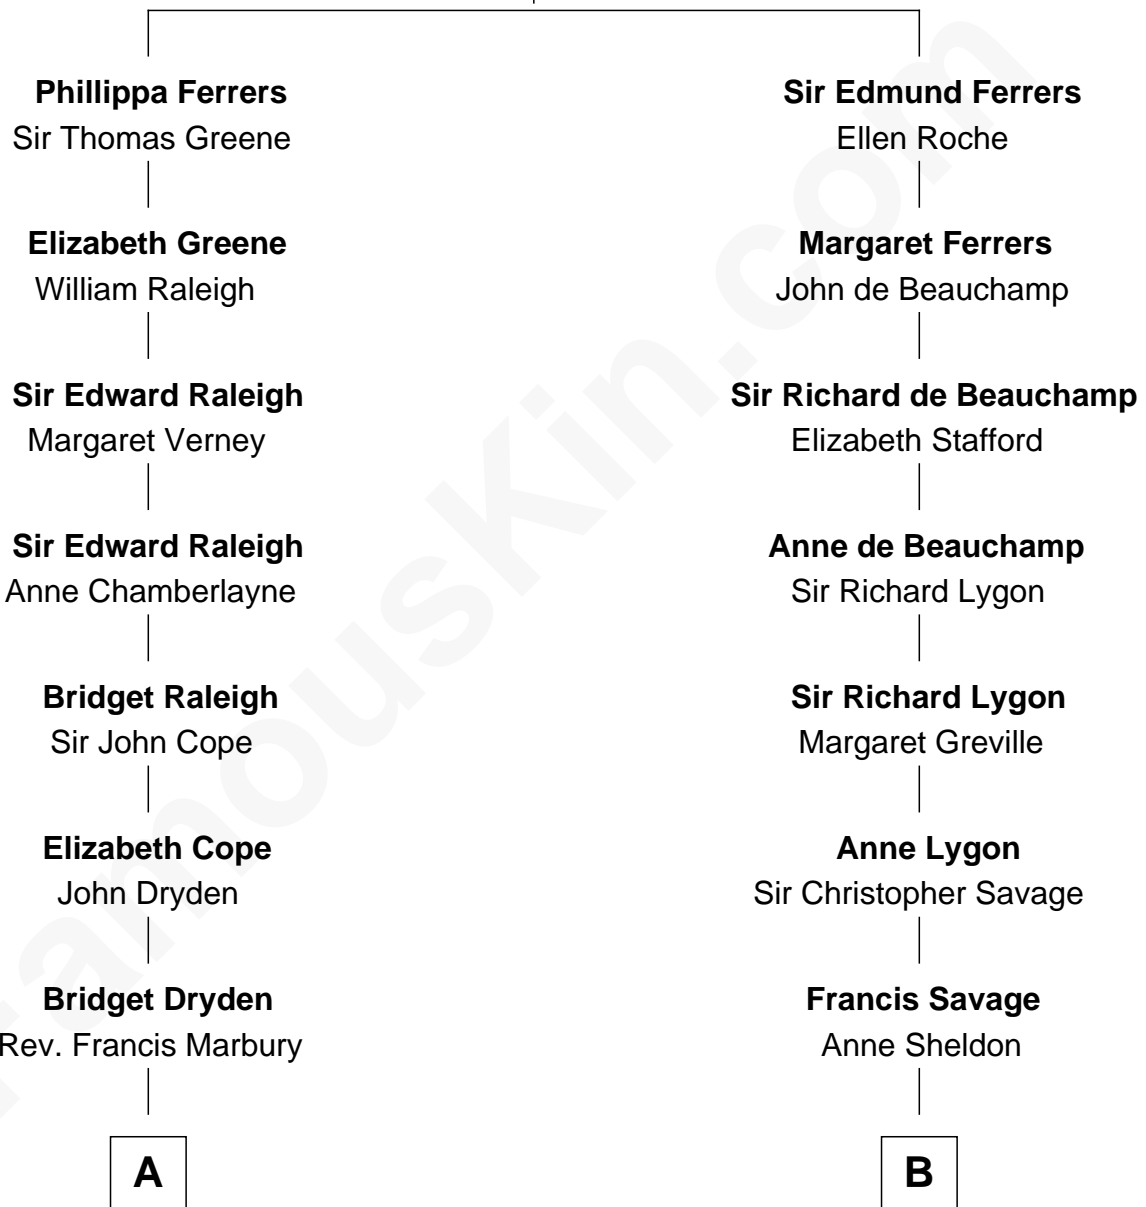 Phillippa Ferrers
Sir Thomas Greene
Elizabeth Greene
William Raleigh
Sir Edward Raleigh
Margaret Verney
Sir Edward Raleigh
Anne Chamberlayne
Bridget Raleigh
Sir John Cope
Elizabeth Cope
John Dryden
Bridget Dryden
Rev. Francis Marbury
A
Sir Edmund Ferrers
Ellen Roche
Margaret Ferrers
John de Beauchamp
Sir Richard de Beauchamp
Elizabeth Stafford
Anne de Beauchamp
Sir Richard Lygon
Sir Richard Lygon
Margaret Greville
Anne Lygon
Sir Christopher Savage
Francis Savage
Anne Sheldon
B
FamousKin.com